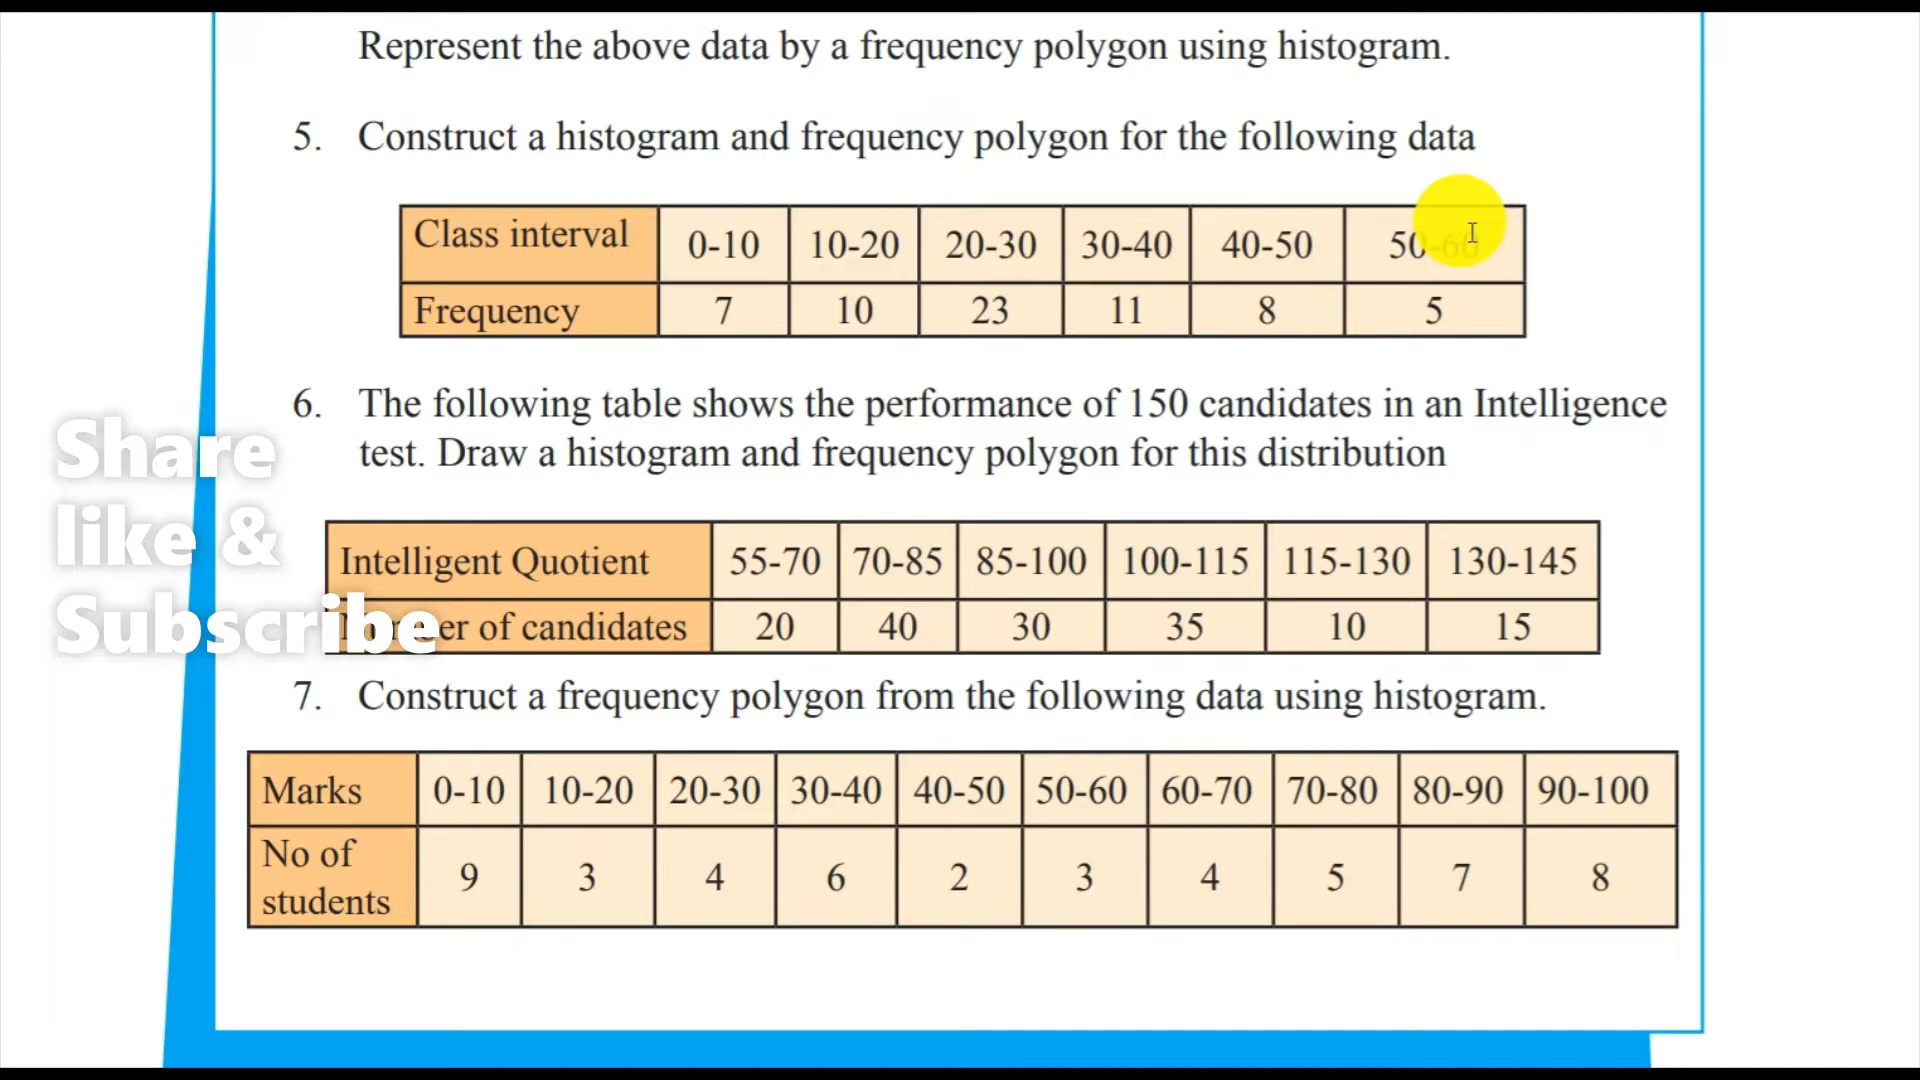 Represent the above data by a frequency polygon using histogram.
5. Construct a histogram and frequency polygon for the following data
Class interval 0-10 10-20 20-30 30-40 40-50 50-60
Frequency 7 10 23 11 8 5
6. The following table shows the performance of 150 candidates in an Intelligence
test. Draw a histogram and frequency polygon for this distribution
Intelligent Quotient 55-70 70-85 85-100 100-115 115-130 130-145
Number of candidates 20 40 30 35 10 15
7. Construct a frequency polygon from the following data using histogram.
Marks 0-10 10-20 20-30 30-40 40-50 50-60 60-70 70-80 80-90 90-100
No of
students 9 3 4 6 2 3 4 5 7 8
Share
like &
Subscribe